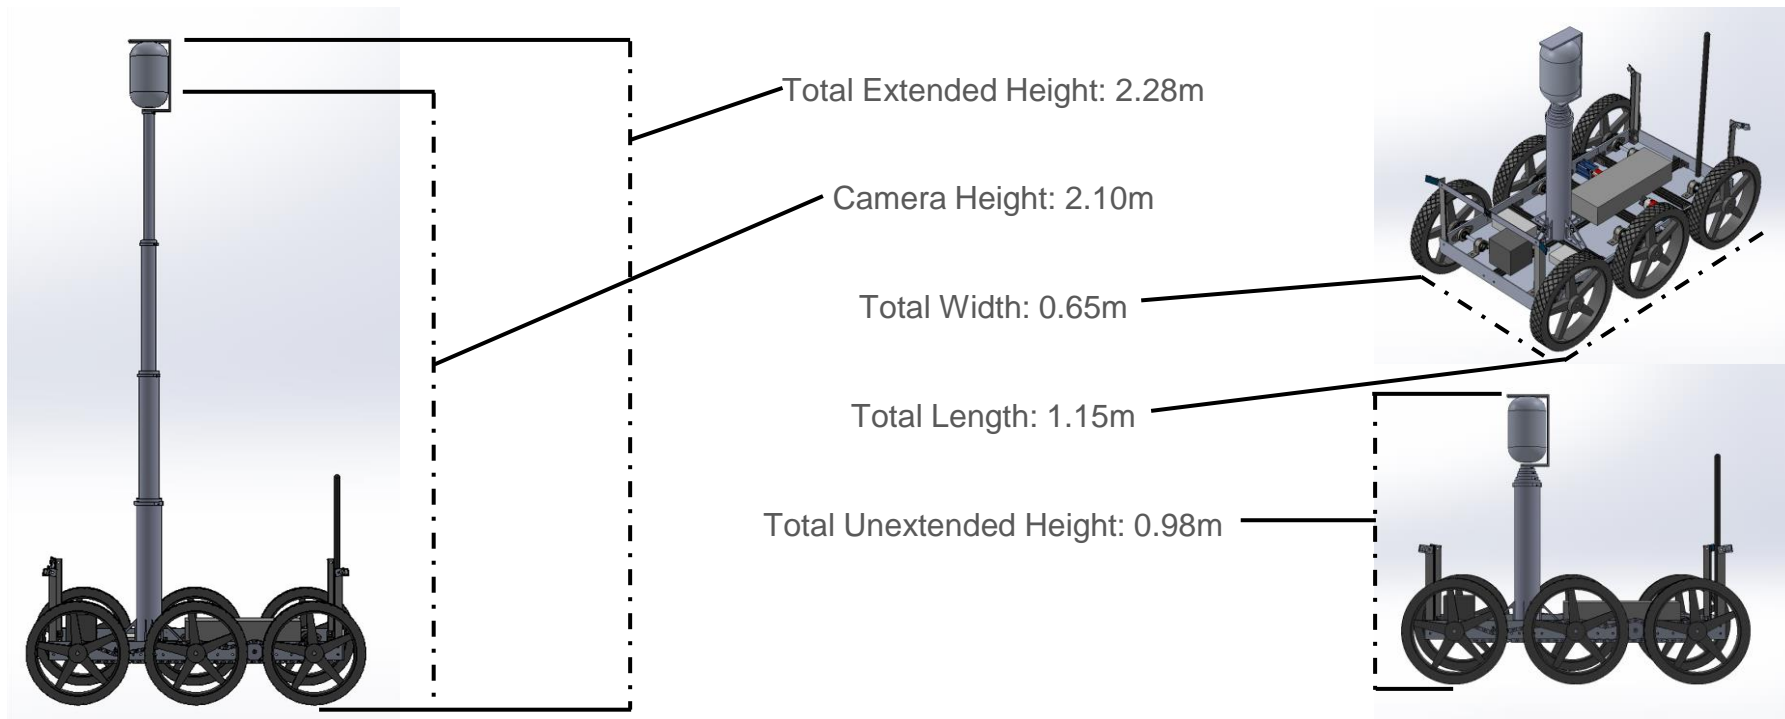 Total Extended Height: 2.28m
Camera Height: 2.10m
Total Width: 0.65m
Total Length: 1.15m
Total Unextended Height: 0.98m